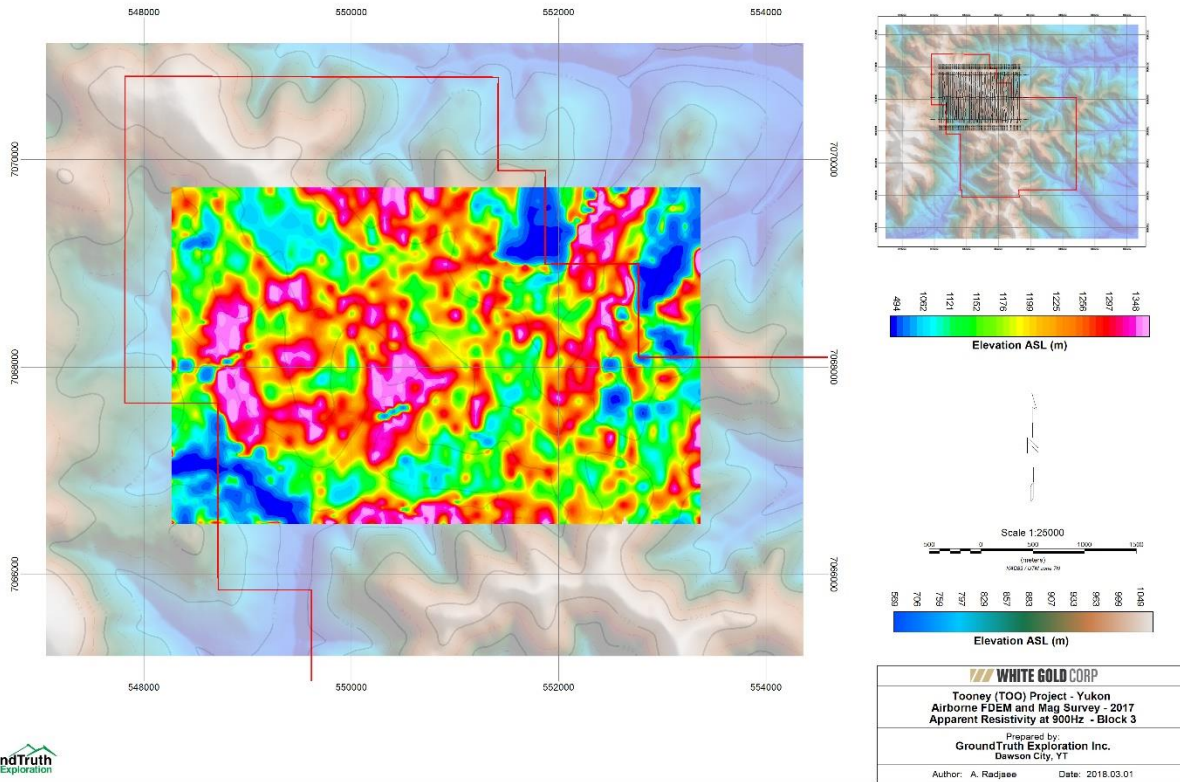 548000 550000 552000 554000
7070000 7070000
7068000 7068000
7066000 7066000
548000 550000 552000 554000
ndTruth
Exploration
494 1062 1121 1152 1176 1199 1225 1256 1297 1348
Elevation ASL (m)
Scale 1:25000
500 0 500 1000 1500
(meters)
NAD83 / UTM zone 7N
706 759 797 829 857 883 907 933 963 999 1049
Elevation ASL (m)
WHITE GOLD CORP
Tooney (TOO) Project - Yukon
Airborne FDEM and Mag Survey - 2017
Apparent Resistivity at 900Hz - Block 3
Prepared by:
GroundTruth Exploration Inc.
Dawson City, YT
Author: A. Radjaee Date: 2018.03.01